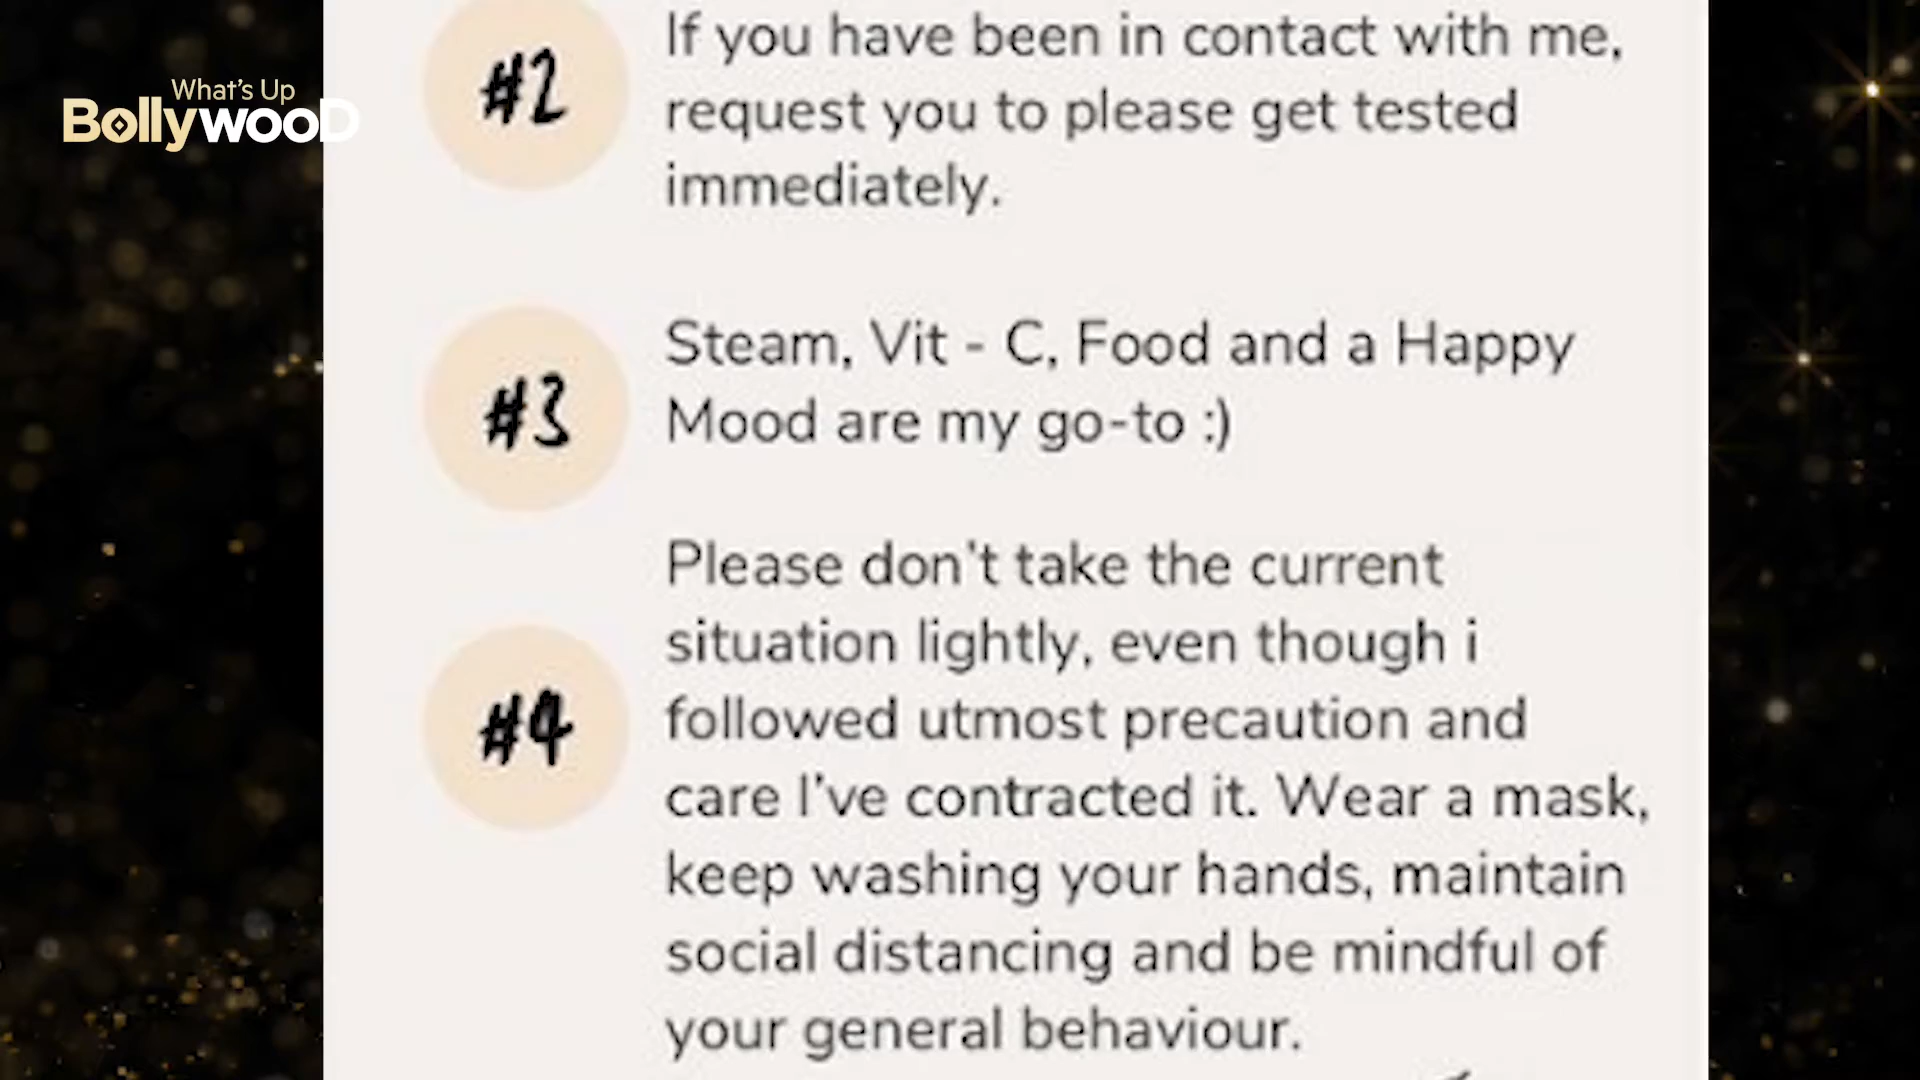 What's Up
BollywooD
#2
If you have been in contact with me,
request you to please get tested
immediately.
#3
Steam, Vit - C, Food and a Happy
Mood are my go-to :)
#4
Please don't take the current
situation lightly, even though i
followed utmost precaution and
care I've contracted it. Wear a mask,
keep washing your hands, maintain
social distancing and be mindful of
your general behaviour.